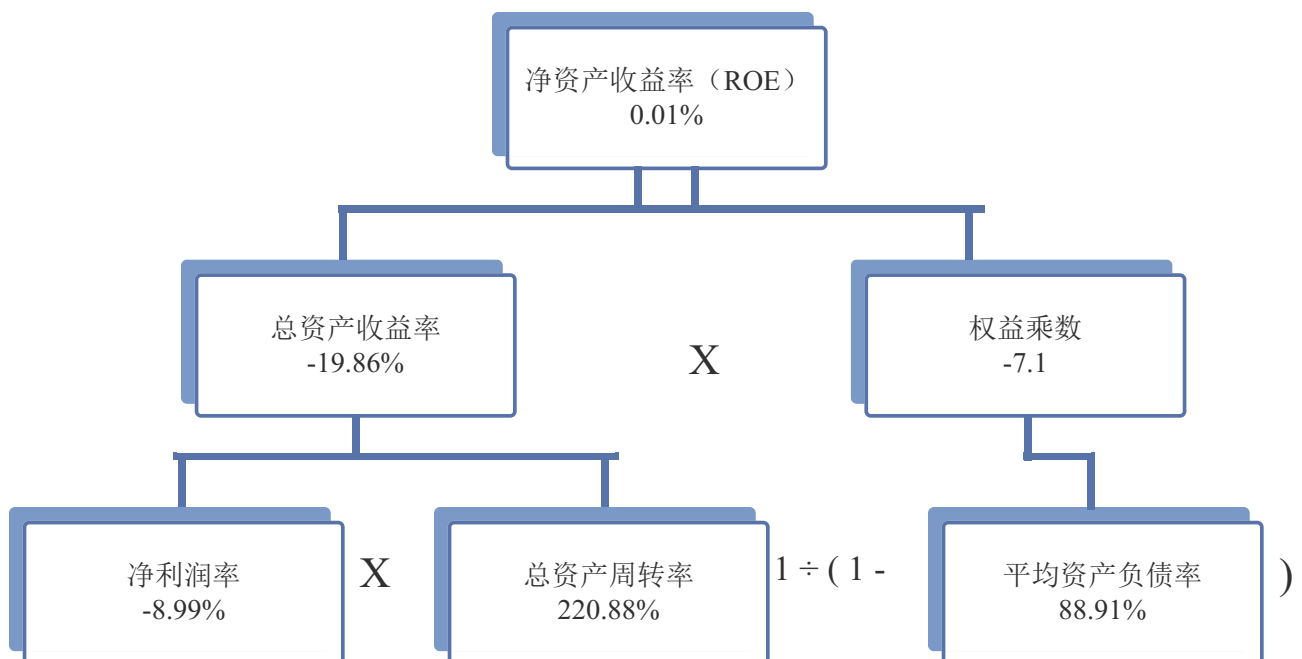 净资产收益率（ROE）
0.01%
总资产收益率
-19.86%
X
权益乘数
-7.1
净利润率
-8.99%
X
总资产周转率
220.88%
1 ÷ ( 1 -
平均资产负债率
88.91%
)